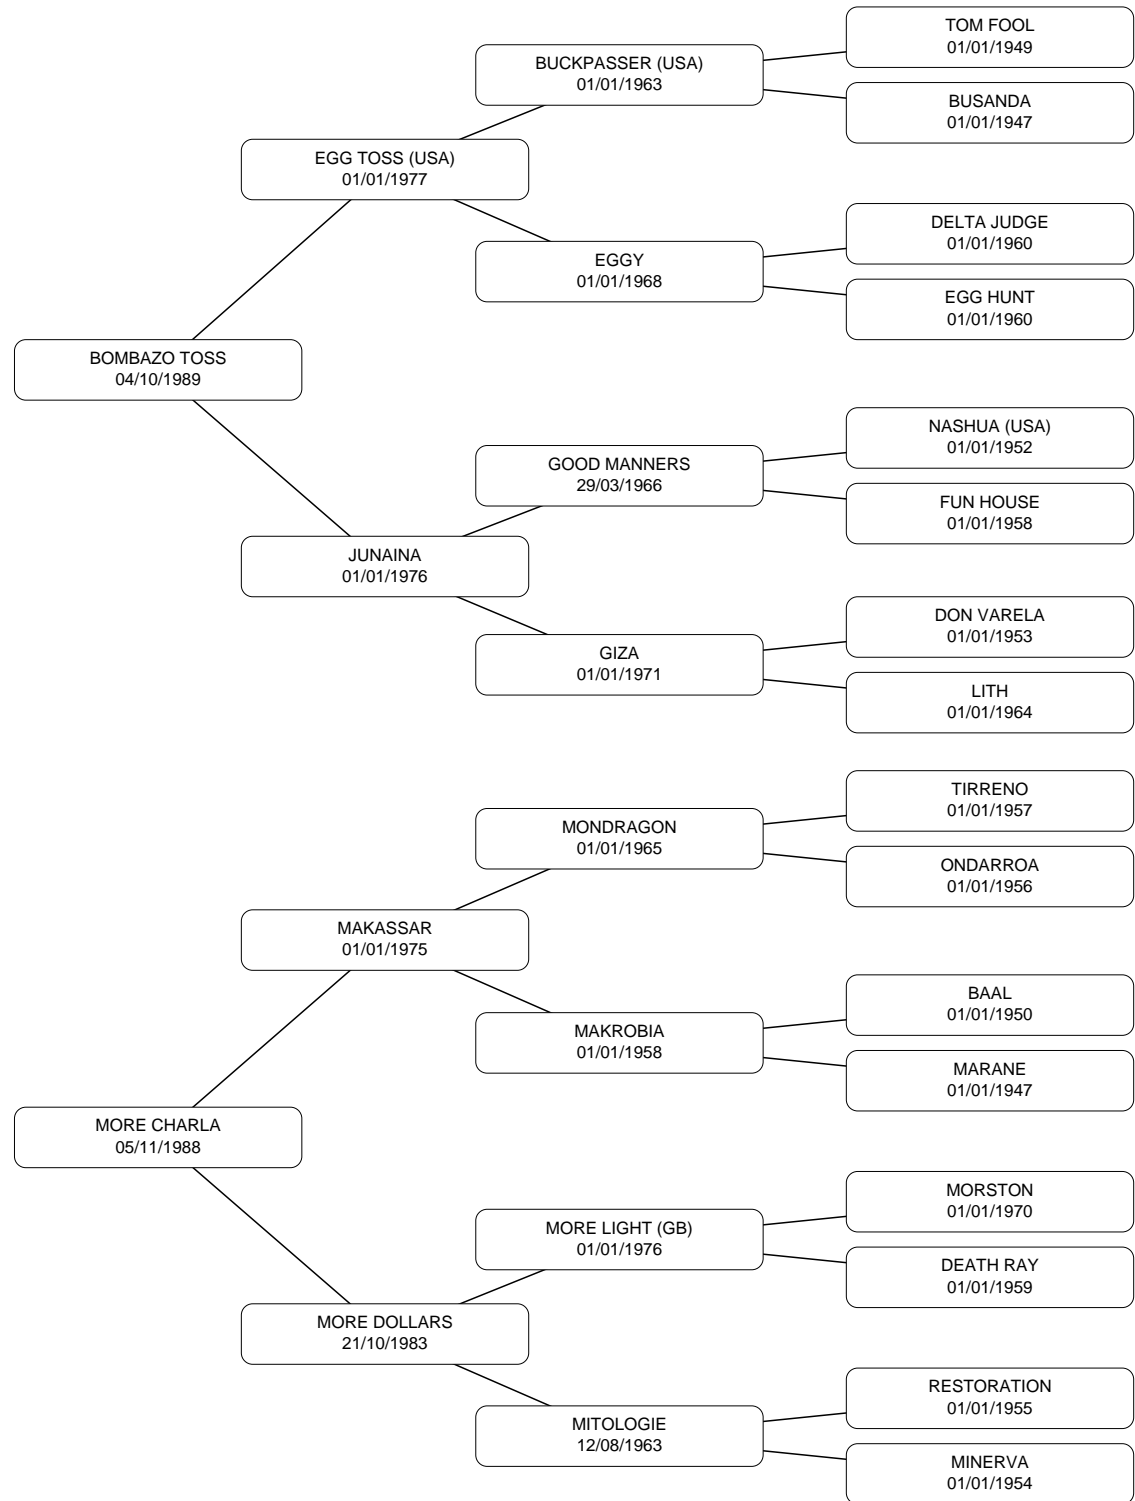 TOM FOOL
01/01/1949
BUCKPASSER (USA)
01/01/1963
BUSANDA
01/01/1947
EGG TOSS (USA)
01/01/1977
DELTA JUDGE
01/01/1960
EGGY
01/01/1968
EGG HUNT
01/01/1960
BOMBAZO TOSS
04/10/1989
NASHUA (USA)
01/01/1952
GOOD MANNERS
29/03/1966
FUN HOUSE
01/01/1958
JUNAINA
01/01/1976
DON VARELA
01/01/1953
GIZA
01/01/1971
LITH
01/01/1964
TIRRENO
01/01/1957
MONDRAGON
01/01/1965
ONDARROA
01/01/1956
MAKASSAR
01/01/1975
BAAL
01/01/1950
MAKROBIA
01/01/1958
MARANE
01/01/1947
MORE CHARLA
05/11/1988
MORSTON
01/01/1970
MORE LIGHT (GB)
01/01/1976
DEATH RAY
01/01/1959
MORE DOLLARS
21/10/1983
RESTORATION
01/01/1955
MITOLOGIE
12/08/1963
MINERVA
01/01/1954